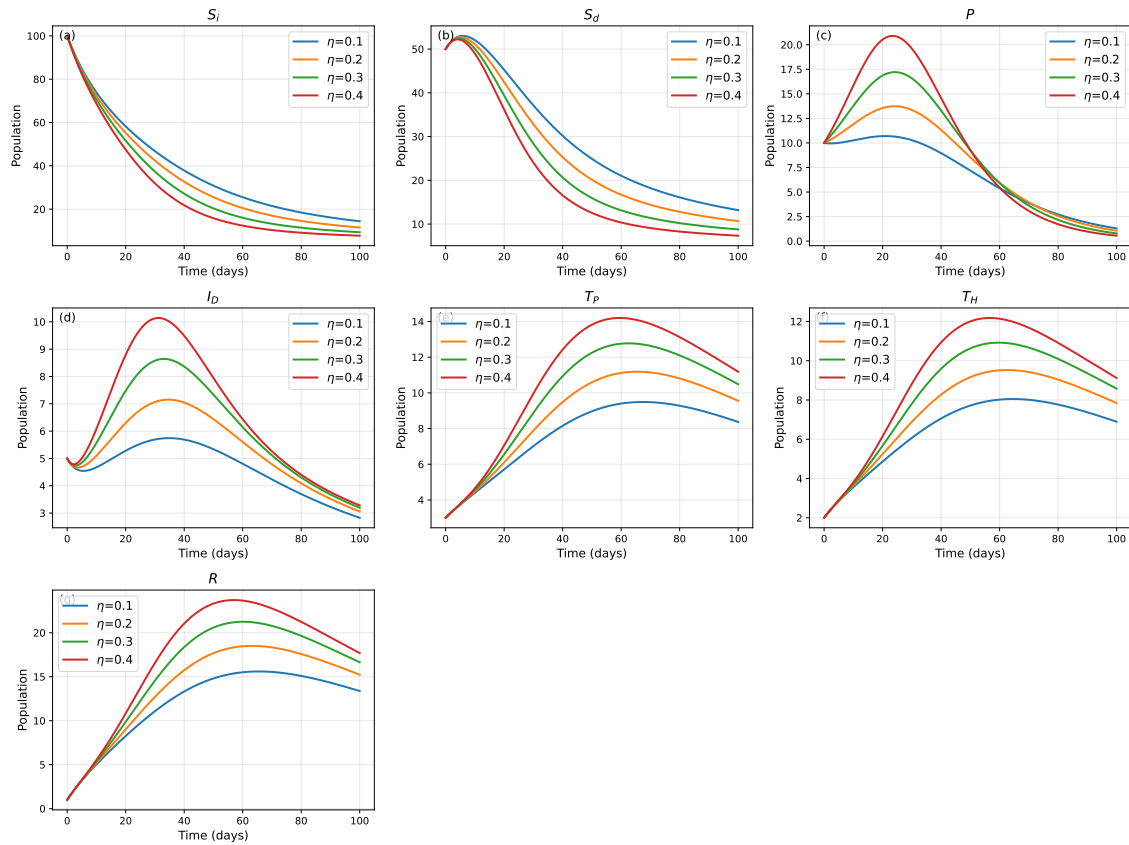 S_i
(a)
η=0.1
η=0.2
η=0.3
η=0.4
100
80
60
40
20
Population
0 20 40 60 80 100
Time (days)
S_d
(b)
η=0.1
η=0.2
η=0.3
η=0.4
50
40
30
20
10
Population
0 20 40 60 80 100
Time (days)
P
(c)
η=0.1
η=0.2
η=0.3
η=0.4
20.0
17.5
15.0
12.5
10.0
7.5
5.0
2.5
0.0
Population
0 20 40 60 80 100
Time (days)
I_D
(d)
η=0.1
η=0.2
η=0.3
η=0.4
10
9
8
7
6
5
4
3
Population
0 20 40 60 80 100
Time (days)
T_P
(e)
η=0.1
η=0.2
η=0.3
η=0.4
14
12
10
8
6
4
Population
0 20 40 60 80 100
Time (days)
T_H
(f)
η=0.1
η=0.2
η=0.3
η=0.4
12
10
8
6
4
2
Population
0 20 40 60 80 100
Time (days)
R
(g)
η=0.1
η=0.2
η=0.3
η=0.4
20
15
10
5
0
Population
0 20 40 60 80 100
Time (days)